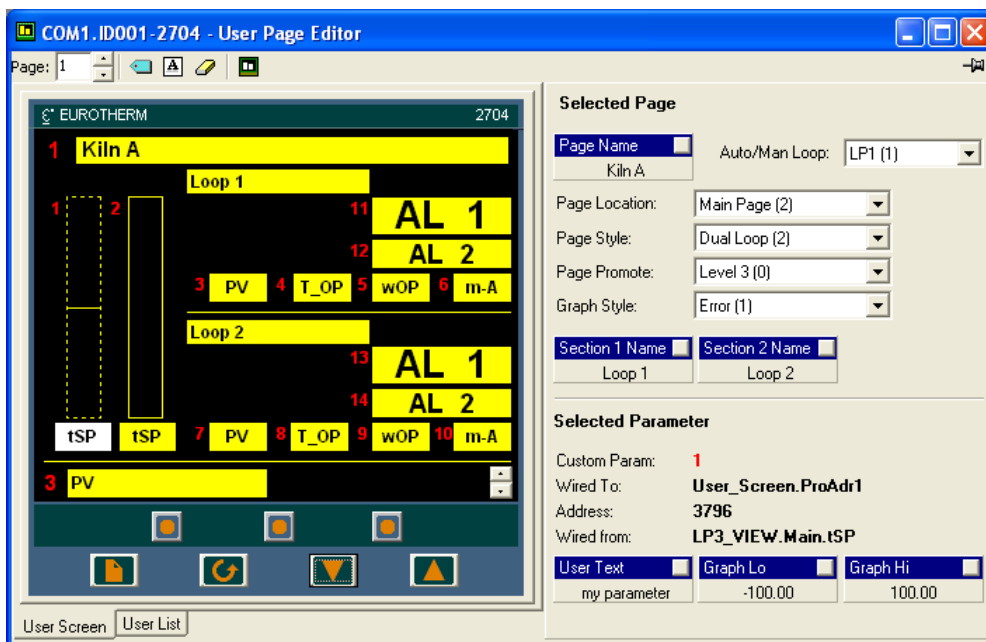 COM1.ID001-2704 - User Page Editor
Page: 1 A
EUROTHERM 2704
1 Kiln A
Loop 1
1 2 11 AL 1
12 AL 2
3 PV 4 T_OP 5 wOP 6 m-A
Loop 2
13 AL 1
14 AL 2
tSP tSP 7 PV 8 T_OP 9 wOP 10 m-A
3 PV
User Screen User List
Selected Page
Page Name Auto/Man Loop: LP1 (1)
Kiln A
Page Location: Main Page (2)
Page Style: Dual Loop (2)
Page Promote: Level 3 (0)
Graph Style: Error (1)
Section 1 Name Section 2 Name
Loop 1 Loop 2
Selected Parameter
Custom Param: 1
Wired To: User_Screen.ProAdr1
Address: 3796
Wired from: LP3_VIEW.Main.tSP
User Text Graph Lo Graph Hi
my parameter -100.00 100.00